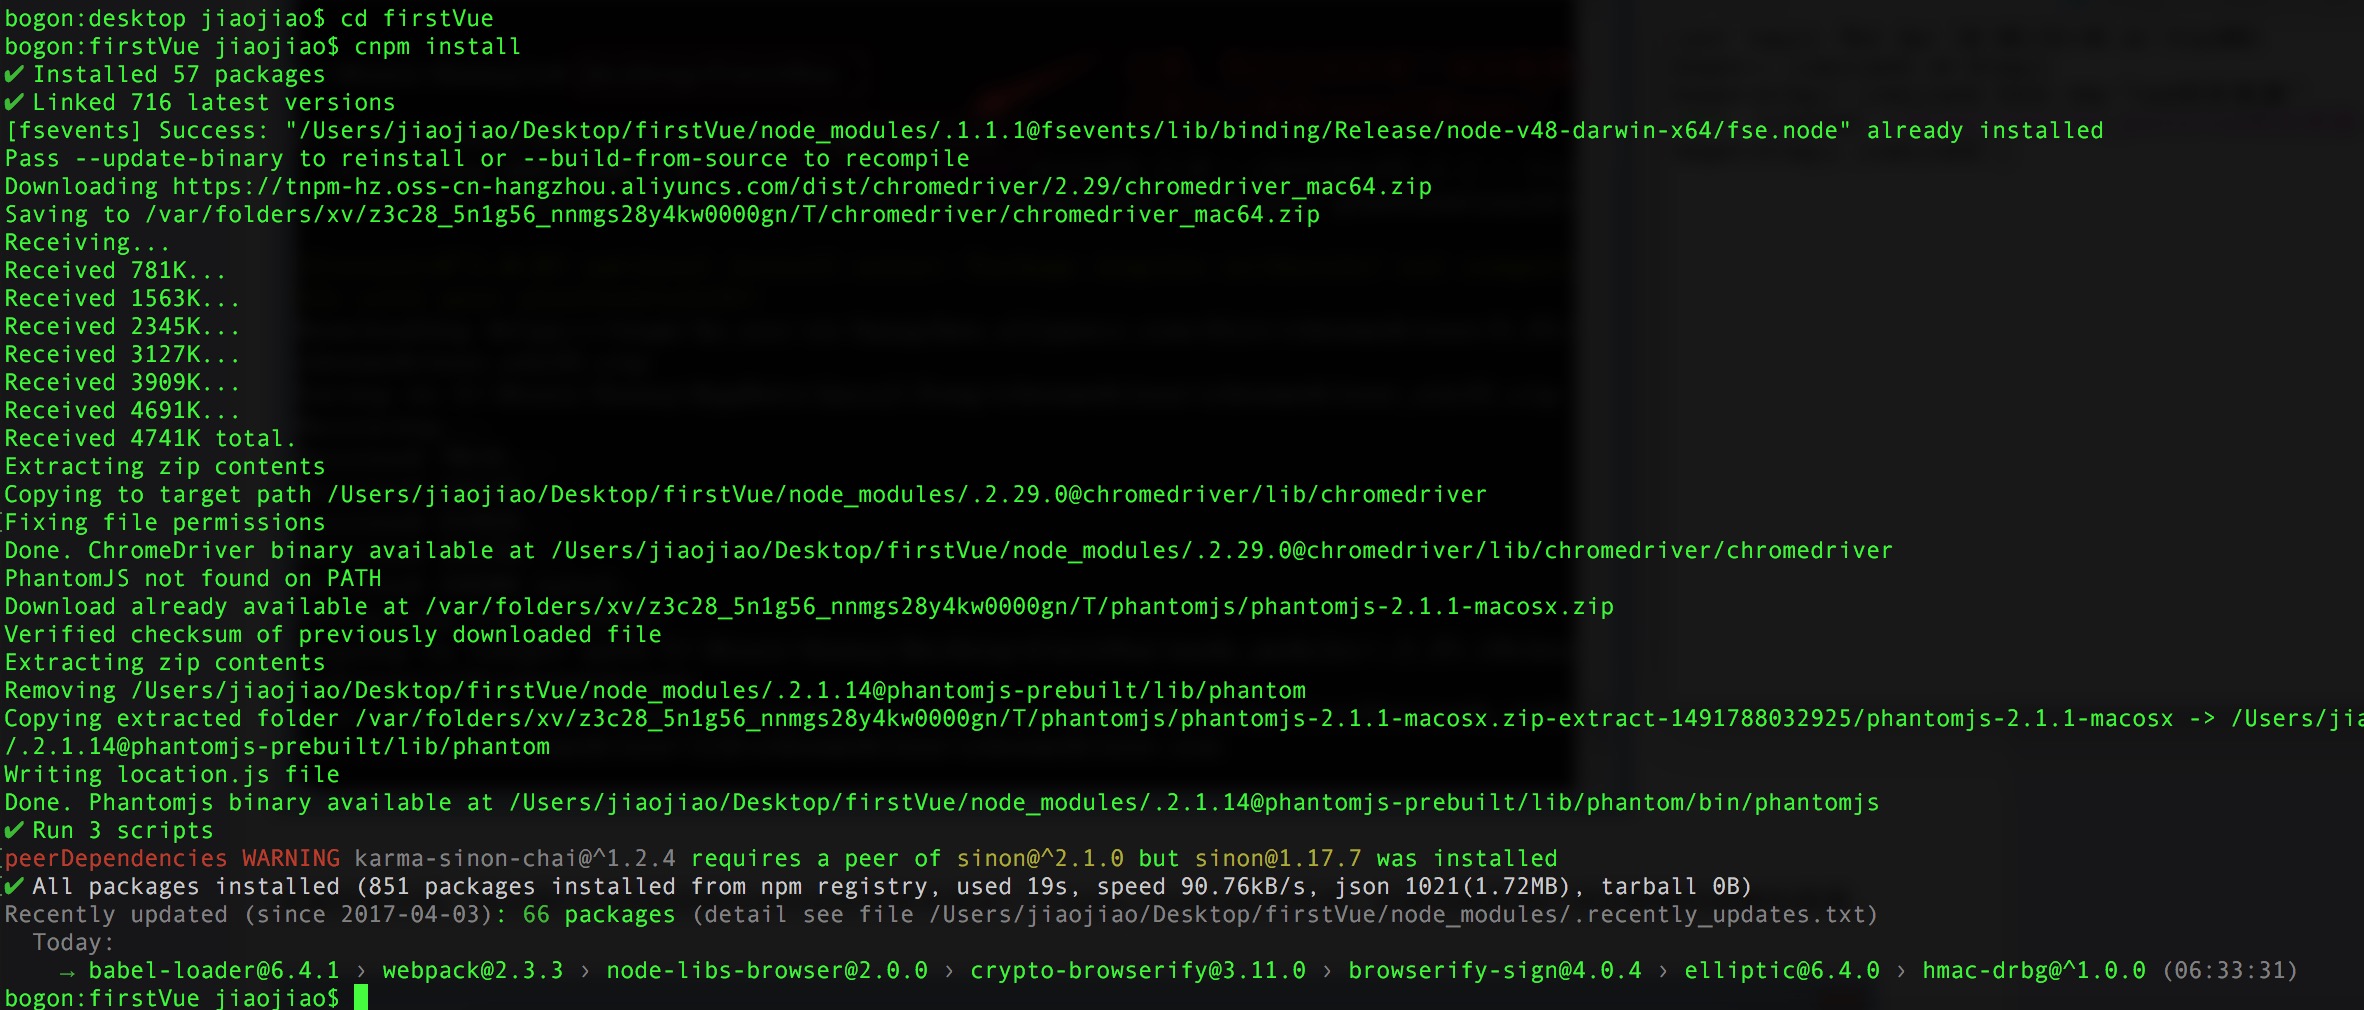 bogon:desktop jiaojiao$ cd firstVue
bogon:firstVue jiaojiao$ cnpm install
✔ Installed 57 packages
✔ Linked 716 latest versions
[fsevents] Success: "/Users/jiaojiao/Desktop/firstVue/node_modules/.1.1.1@fsevents/lib/binding/Release/node-v48-darwin-x64/fse.node" already installed
Pass --update-binary to reinstall or --build-from-source to recompile
Downloading https://tnpm-hz.oss-cn-hangzhou.aliyuncs.com/dist/chromedriver/2.29/chromedriver_mac64.zip
Saving to /var/folders/xv/z3c28_5n1g56_nnmgs28y4kw0000gn/T/chromedriver/chromedriver_mac64.zip
Receiving...
Received 781K...
Received 1563K...
Received 2345K...
Received 3127K...
Received 3909K...
Received 4691K...
Received 4741K total.
Extracting zip contents
Copying to target path /Users/jiaojiao/Desktop/firstVue/node_modules/.2.29.0@chromedriver/lib/chromedriver
Fixing file permissions
Done. ChromeDriver binary available at /Users/jiaojiao/Desktop/firstVue/node_modules/.2.29.0@chromedriver/lib/chromedriver/chromedriver
PhantomJS not found on PATH
Download already available at /var/folders/xv/z3c28_5n1g56_nnmgs28y4kw0000gn/T/phantomjs/phantomjs-2.1.1-macosx.zip
Verified checksum of previously downloaded file
Extracting zip contents
Removing /Users/jiaojiao/Desktop/firstVue/node_modules/.2.1.14@phantomjs-prebuilt/lib/phantom
Copying extracted folder /var/folders/xv/z3c28_5n1g56_nnmgs28y4kw0000gn/T/phantomjs/phantomjs-2.1.1-macosx.zip-extract-1491788032925/phantomjs-2.1.1-macosx -> /Users/jia
/.2.1.14@phantomjs-prebuilt/lib/phantom
Writing location.js file
Done. Phantomjs binary available at /Users/jiaojiao/Desktop/firstVue/node_modules/.2.1.14@phantomjs-prebuilt/lib/phantom/bin/phantomjs
✔ Run 3 scripts
peerDependencies WARNING karma-sinon-chai@^1.2.4 requires a peer of sinon@^2.1.0 but sinon@1.17.7 was installed
✔ All packages installed (851 packages installed from npm registry, used 19s, speed 90.76kB/s, json 1021(1.72MB), tarball 0B)
Recently updated (since 2017-04-03): 66 packages (detail see file /Users/jiaojiao/Desktop/firstVue/node_modules/.recently_updates.txt)
Today:
→ babel-loader@6.4.1 › webpack@2.3.3 › node-libs-browser@2.0.0 › crypto-browserify@3.11.0 › browserify-sign@4.0.4 › elliptic@6.4.0 › hmac-drbg@^1.0.0 (06:33:31)
bogon:firstVue jiaojiao$